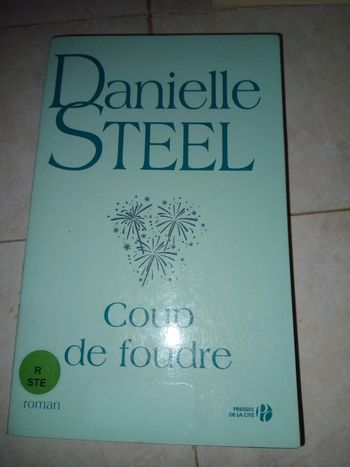 Danielle
STEEL
Coup
de foudre
R
STE
roman
PRESSES
DE LA CITÉ